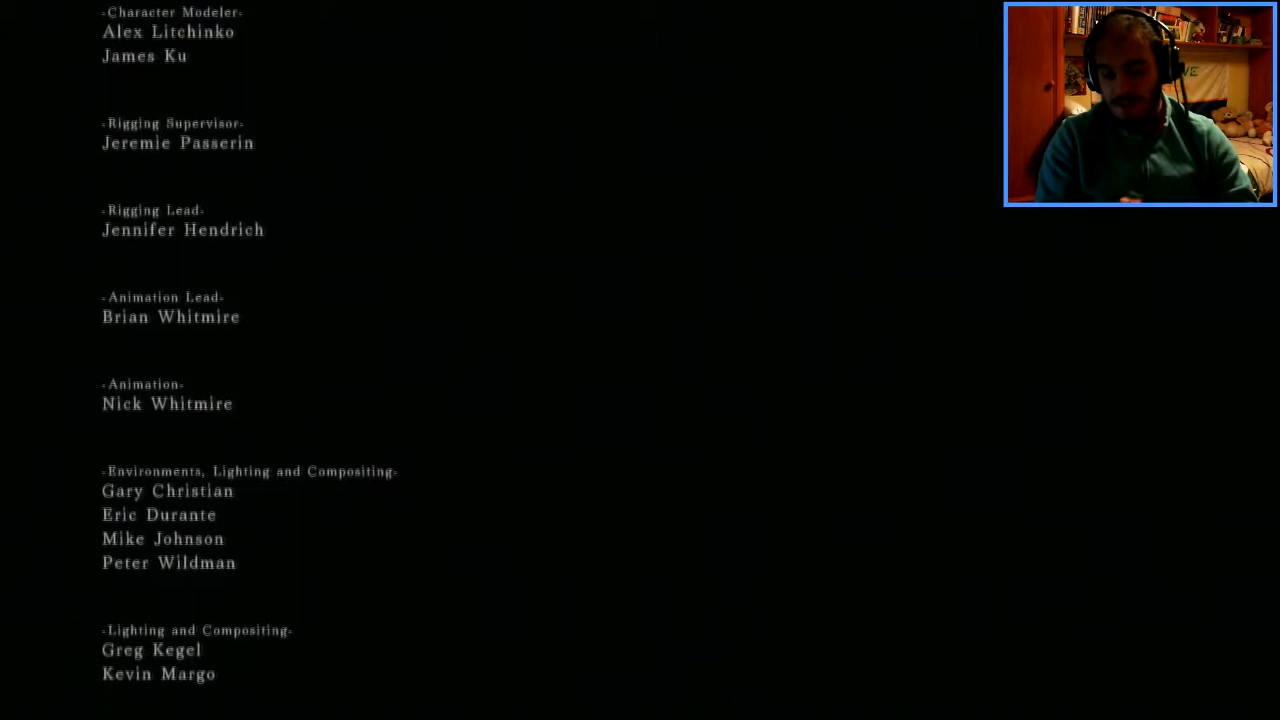 -Character Modeler-
Alex Litchinko
James Ku
-Rigging Supervisor-
Jeremie Passerin
-Rigging Lead-
Jennifer Hendrich
-Animation Lead-
Brian Whitmire
-Animation-
Nick Whitmire
-Environments, Lighting and Compositing-
Gary Christian
Eric Durante
Mike Johnson
Peter Wildman
-Lighting and Compositing-
Greg Kegel
Kevin Margo